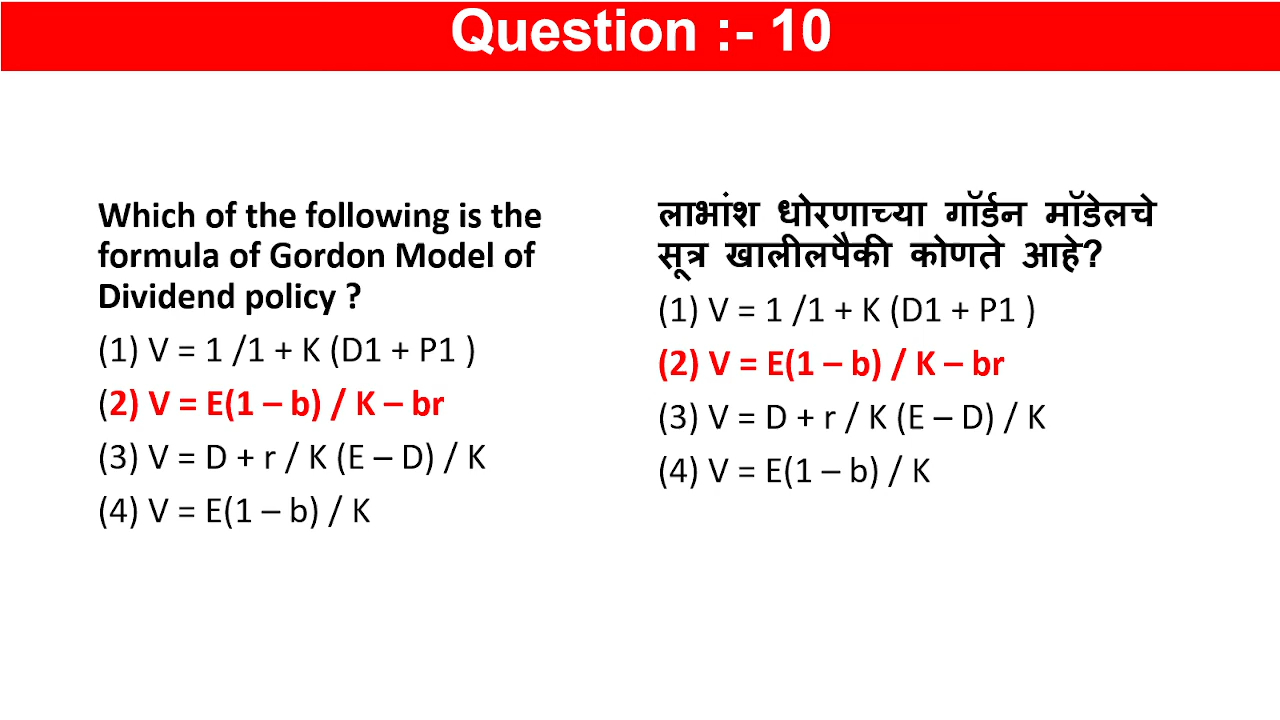 Question :- 10
Which of the following is the
formula of Gordon Model of
Dividend policy ?
(1) V = 1 /1 + K (D1 + P1 )
(2) V = E(1 – b) / K – br
(3) V = D + r / K (E – D) / K
(4) V = E(1 – b) / K
लाभांश धोरणाच्या गॉर्डन मॉडेलचे
सूत्र खालीलपैकी कोणते आहे?
(1) V = 1 /1 + K (D1 + P1 )
(2) V = E(1 – b) / K – br
(3) V = D + r / K (E – D) / K
(4) V = E(1 – b) / K